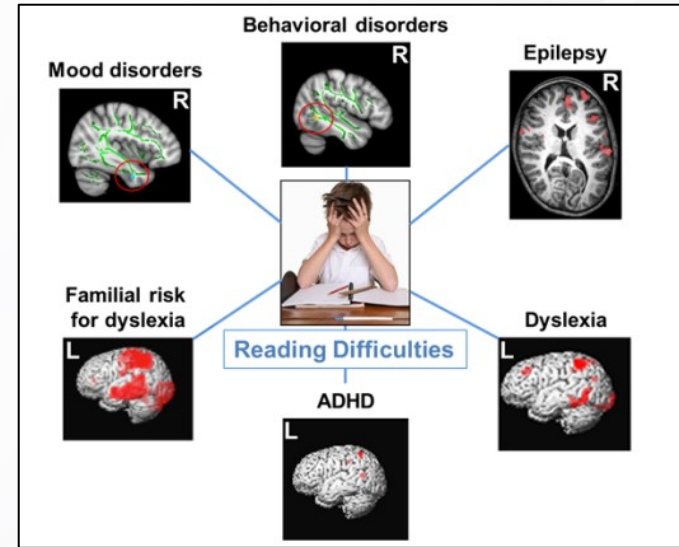 Behavioral disorders
R
Mood disorders
R
Epilepsy
R
Familial risk
for dyslexia
L
Reading Difficulties
Dyslexia
L
ADHD
L